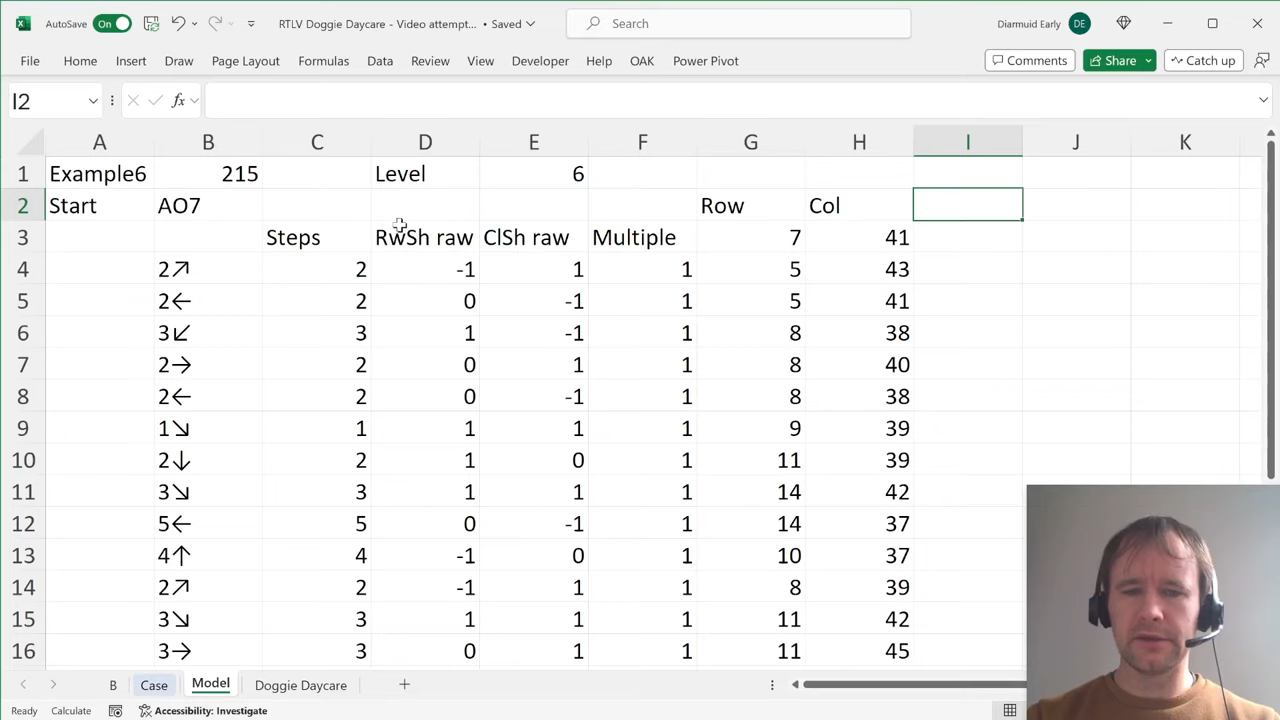 AutoSave On RTLV Doggie Daycare - Video attempt... • Saved Search Diarmuid Early DE
File Home Insert Draw Page Layout Formulas Data Review View Developer Help OAK Power Pivot Comments Share Catch up
I2 fx
A B C D E F G H I J K
1 Example6 215 Level 6
2 Start AO7 Row Col
3 Steps RwSh raw ClSh raw Multiple 7 41
4 2↗ 2 -1 1 1 5 43
5 2← 2 0 -1 1 5 41
6 3↙ 3 1 -1 1 8 38
7 2→ 2 0 1 1 8 40
8 2← 2 0 -1 1 8 38
9 1↘ 1 1 1 1 9 39
10 2↓ 2 1 0 1 11 39
11 3↘ 3 1 1 1 14 42
12 5← 5 0 -1 1 14 37
13 4↑ 4 -1 0 1 10 37
14 2↗ 2 -1 1 1 8 39
15 3↘ 3 1 1 1 11 42
16 3→ 3 0 1 1 11 45
B Case Model Doggie Daycare
Ready Calculate Accessibility: Investigate